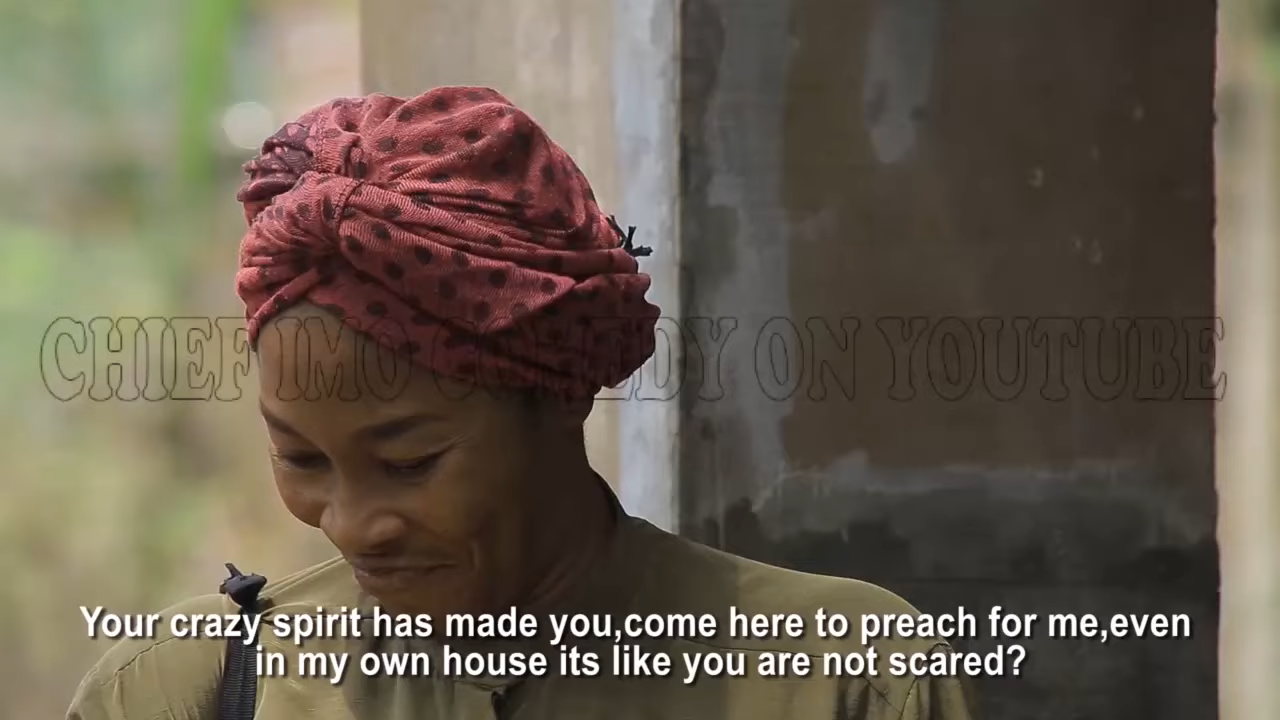 CHIEF IMO COMEDY ON YOUTUBE
Your crazy spirit has made you,come here to preach for me,even
in my own house its like you are not scared?